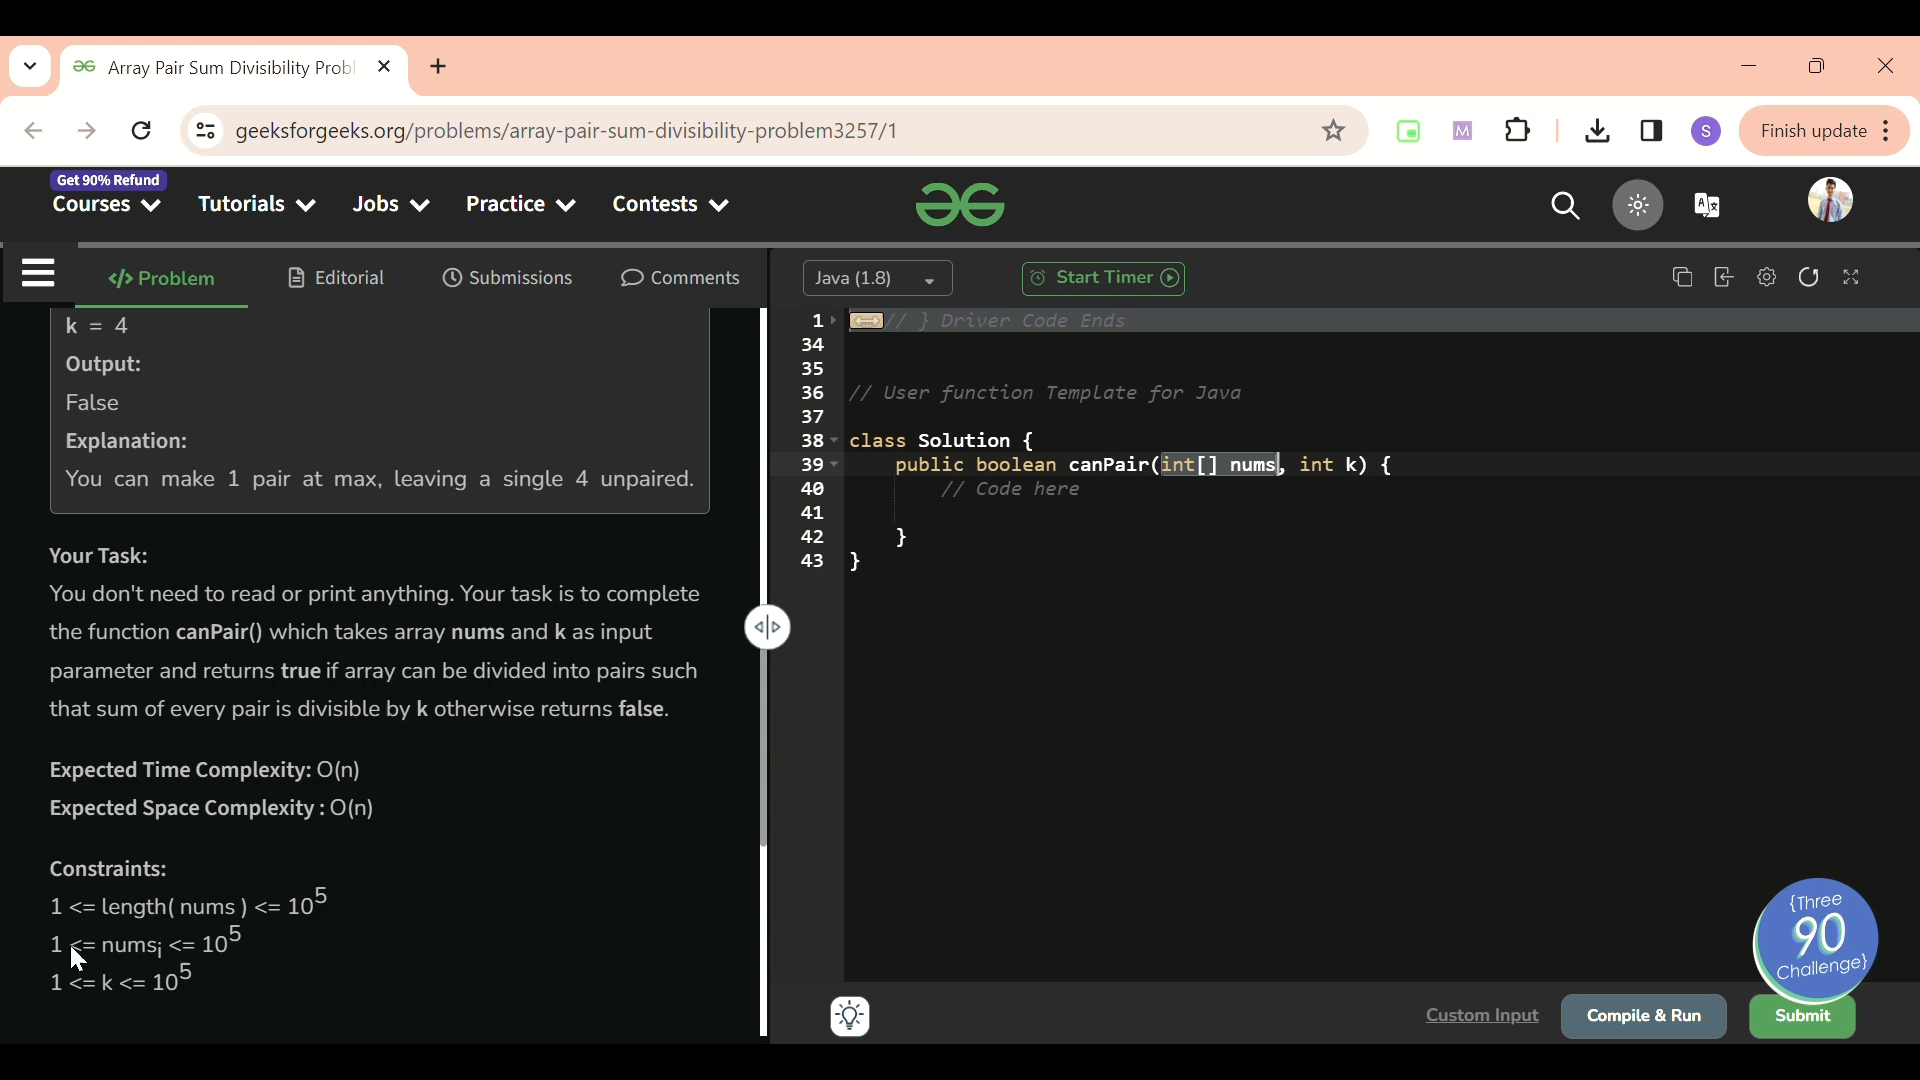 Array Pair Sum Divisibility Probl
geeksforgeeks.org/problems/array-pair-sum-divisibility-problem3257/1
M
S
Finish update
Get 90% Refund
Courses
Tutorials
Jobs
Practice
Contests
</> Problem
Editorial
Submissions
Comments
k = 4
Output:
False
Explanation:
You can make 1 pair at max, leaving a single 4 unpaired.
Your Task:
You don't need to read or print anything. Your task is to complete
the function canPair() which takes array nums and k as input
parameter and returns true if array can be divided into pairs such
that sum of every pair is divisible by k otherwise returns false.
Expected Time Complexity: O(n)
Expected Space Complexity : O(n)
Constraints:
1 <= length( nums ) <= 10⁵
1 <= numsᵢ <= 10⁵
1 <= k <= 10⁵
Java (1.8)
Start Timer
1 // } Driver Code Ends
34
35
36 // User function Template for Java
37
38 class Solution {
39 public boolean canPair(int[] nums, int k) {
40 // Code here
41
42 }
43 }
{Three
90
Challenge}
Custom Input
Compile & Run
Submit